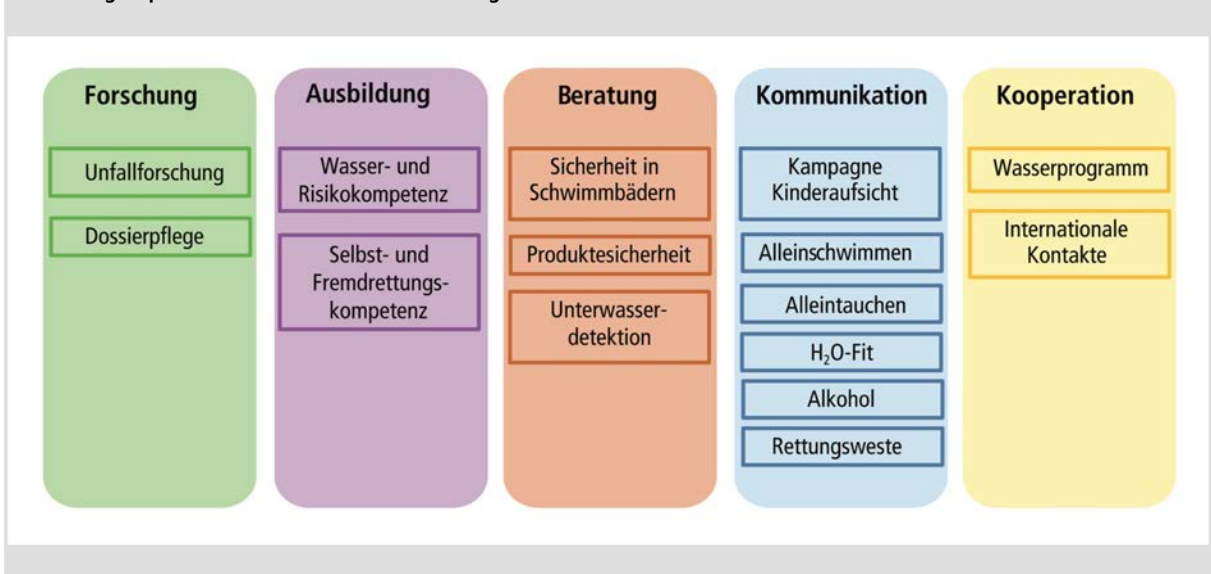 Forschung
Unfallforschung
Dossierpflege
Ausbildung
Wasser- und
Risikokompetenz
Selbst- und
Fremdrettungs-
kompetenz
Beratung
Sicherheit in
Schwimmbädern
Produktesicherheit
Unterwasser-
detektion
Kommunikation
Kampagne
Kinderaufsicht
Alleinschwimmen
Alleintauchen
H₂O-Fit
Alkohol
Rettungsweste
Kooperation
Wasserprogramm
Internationale
Kontakte